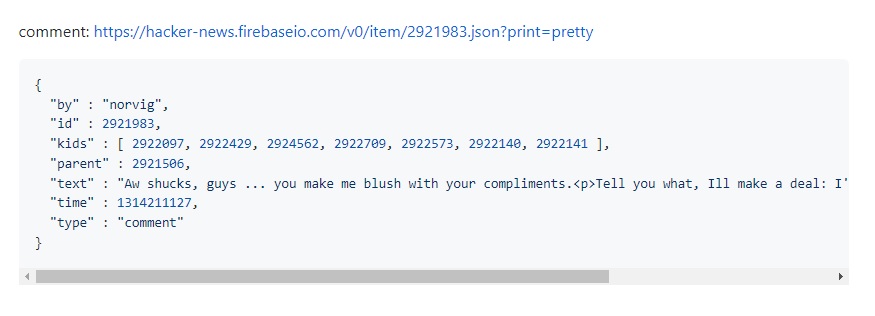 comment: https://hacker-news.firebaseio.com/v0/item/2921983.json?print=pretty
{
"by" : "norvig",
"id" : 2921983,
"kids" : [ 2922097, 2922429, 2924562, 2922709, 2922573, 2922140, 2922141 ],
"parent" : 2921506,
"text" : "Aw shucks, guys ... you make me blush with your compliments.<p>Tell you what, Ill make a deal: I'
"time" : 1314211127,
"type" : "comment"
}